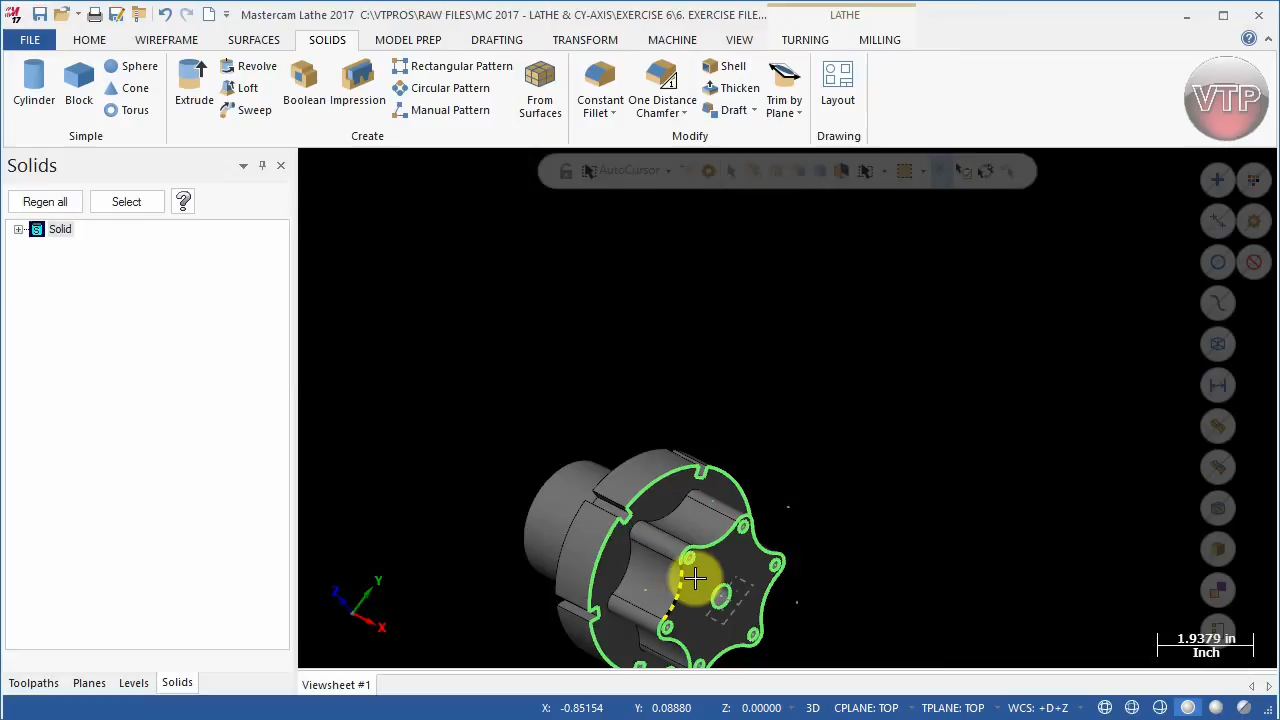 Mastercam Lathe 2017 C:\VTPROS\RAW FILES\MC 2017 - LATHE & CY-AXIS\EXERCISE 6\6. EXERCISE FILE...
LATHE
FILE HOME WIREFRAME SURFACES SOLIDS MODEL PREP DRAFTING TRANSFORM MACHINE VIEW TURNING MILLING
Cylinder
Block
Sphere
Cone
Torus
Simple
Extrude
Revolve
Loft
Sweep
Boolean
Impression
Rectangular Pattern
Circular Pattern
Manual Pattern
From
Surfaces
Create
Constant
Fillet
One Distance
Chamfer
Shell
Thicken
Draft
Trim by
Plane
Modify
Layout
Drawing
VTP
Solids
Regen all
Select
?
Solid
AutoCursor
Z
Y
X
1.9379 in
Inch
Toolpaths Planes Levels Solids
Viewsheet #1
X: -0.85154 Y: 0.08880 Z: 0.00000 3D CPLANE: TOP TPLANE: TOP WCS: +D+Z